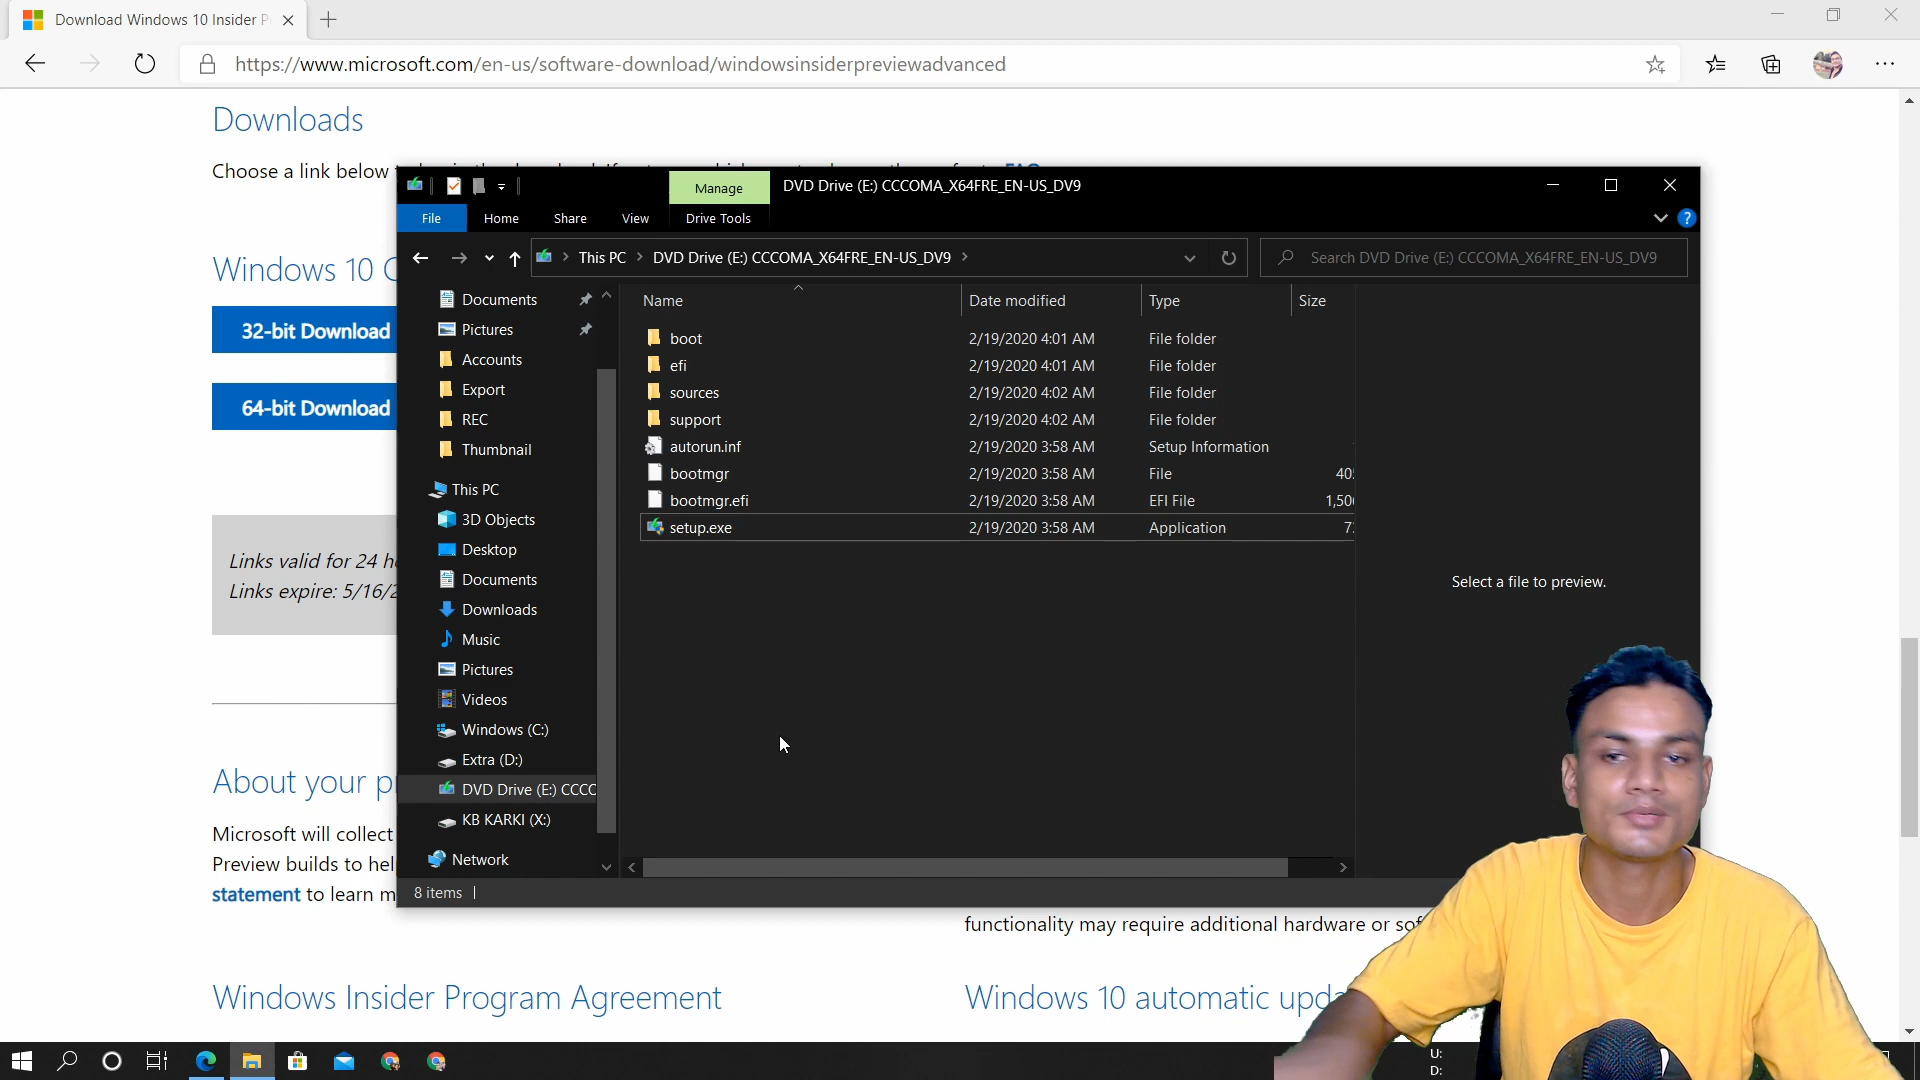 Download Windows 10 Insider P
https://www.microsoft.com/en-us/software-download/windowsinsiderpreviewadvanced
Downloads
Choose a link below
Windows 10 C
32-bit Download
64-bit Download
Links valid for 24 h
Links expire: 5/16/2
About your p
Microsoft will collect
Preview builds to hel
statement to learn m
functionality may require additional hardware or sof
Windows Insider Program Agreement
Windows 10 automatic upda
Manage
DVD Drive (E:) CCCOMA_X64FRE_EN-US_DV9
File
Home
Share
View
Drive Tools
This PC
DVD Drive (E:) CCCOMA_X64FRE_EN-US_DV9
Search DVD Drive (E:) CCCOMA_X64FRE_EN-US_DV9
Documents
Pictures
Accounts
Export
REC
Thumbnail
This PC
3D Objects
Desktop
Documents
Downloads
Music
Pictures
Videos
Windows (C:)
Extra (D:)
DVD Drive (E:) CCCC
KB KARKI (X:)
Network
Name Date modified Type Size
boot 2/19/2020 4:01 AM File folder
efi 2/19/2020 4:01 AM File folder
sources 2/19/2020 4:02 AM File folder
support 2/19/2020 4:02 AM File folder
autorun.inf 2/19/2020 3:58 AM Setup Information
bootmgr 2/19/2020 3:58 AM File 40
bootmgr.efi 2/19/2020 3:58 AM EFI File 1,50
setup.exe 2/19/2020 3:58 AM Application 7
Select a file to preview.
8 items
U:
D: